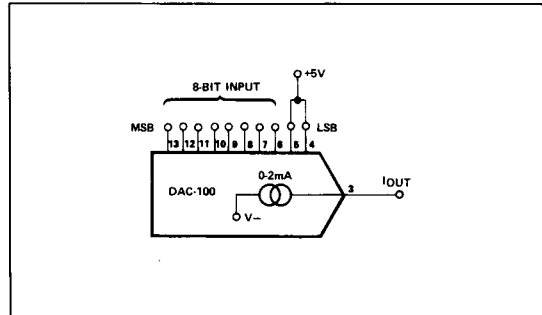 +5V
8-BIT INPUT
MSB LSB
13 12 11 10 9 8 7 6 5 4
DAC-100 0-2mA 3 IOUT
V−